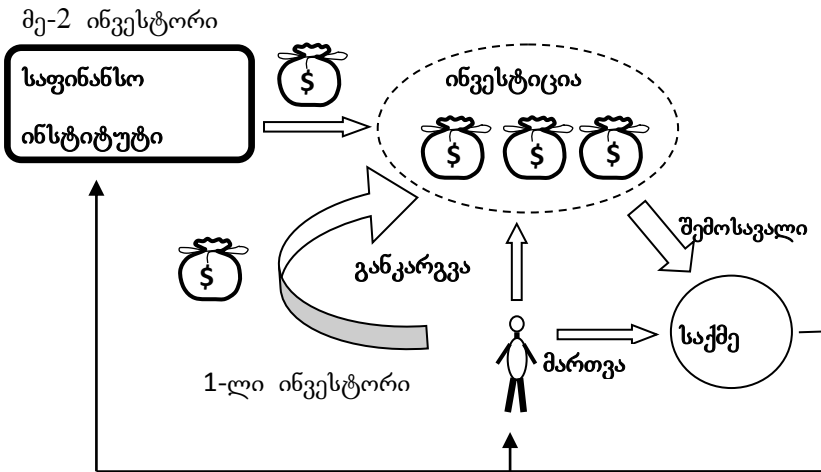 მე-2 ინვესტორი
საფინანსო
ინსტიტუტი
$
ინვესტიცია
$ $ $
შემოსავალი
$
განკარგვა
საქმე
მართვა
1-ლი ინვესტორი